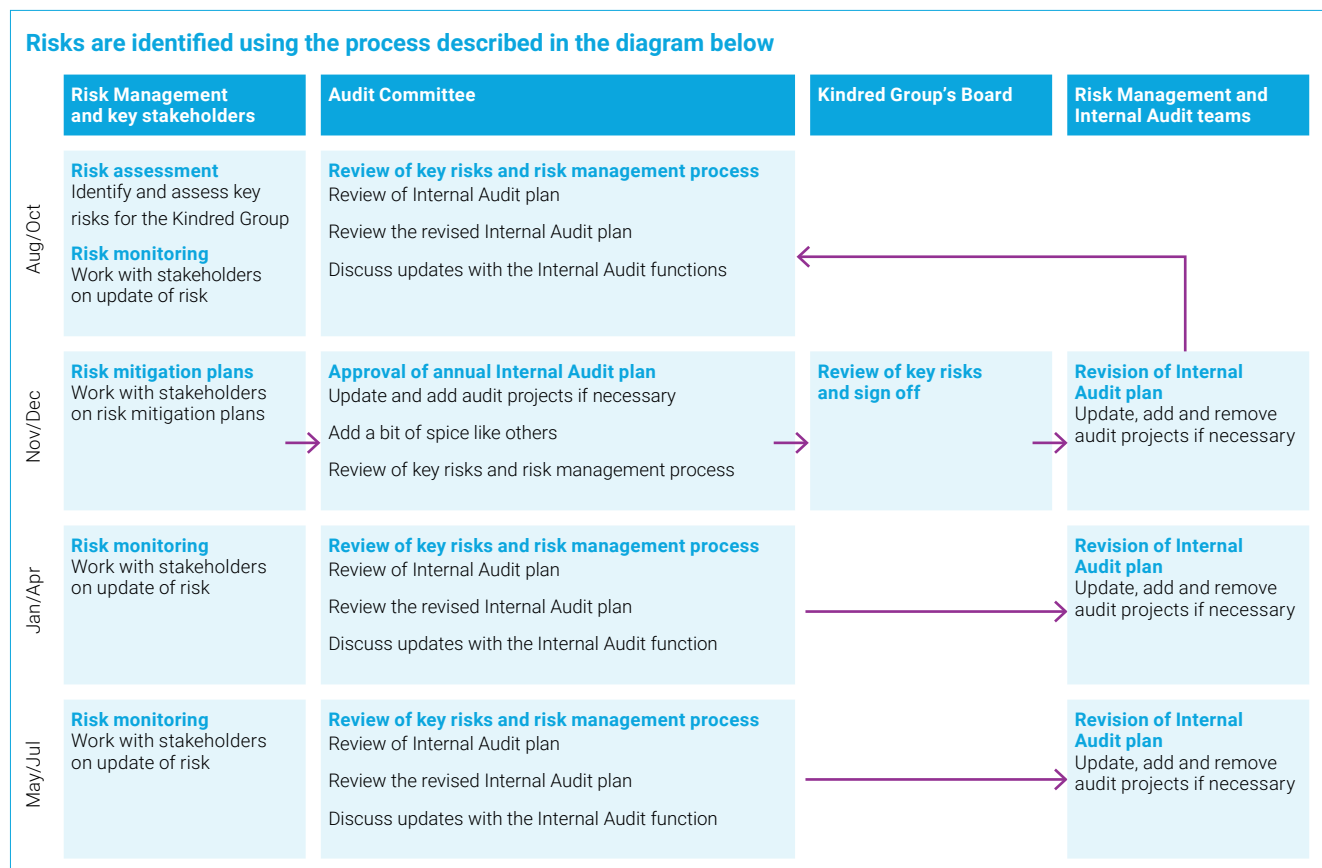 Risks are identified using the process described in the diagram below
Risk Management
and key stakeholders
Audit Committee
Kindred Group's Board
Risk Management and
Internal Audit teams
Aug/Oct
Risk assessment
Identify and assess key
risks for the Kindred Group
Risk monitoring
Work with stakeholders
on update of risk
Review of key risks and risk management process
Review of Internal Audit plan
Review the revised Internal Audit plan
Discuss updates with the Internal Audit functions
Nov/Dec
Risk mitigation plans
Work with stakeholders
on risk mitigation plans
Approval of annual Internal Audit plan
Update and add audit projects if necessary
Add a bit of spice like others
Review of key risks and risk management process
Review of key risks
and sign off
Revision of Internal
Audit plan
Update, add and remove
audit projects if necessary
Jan/Apr
Risk monitoring
Work with stakeholders
on update of risk
Review of key risks and risk management process
Review of Internal Audit plan
Review the revised Internal Audit plan
Discuss updates with the Internal Audit function
Revision of Internal
Audit plan
Update, add and remove
audit projects if necessary
May/Jul
Risk monitoring
Work with stakeholders
on update of risk
Review of key risks and risk management process
Review of Internal Audit plan
Review the revised Internal Audit plan
Discuss updates with the Internal Audit function
Revision of Internal
Audit plan
Update, add and remove
audit projects if necessary